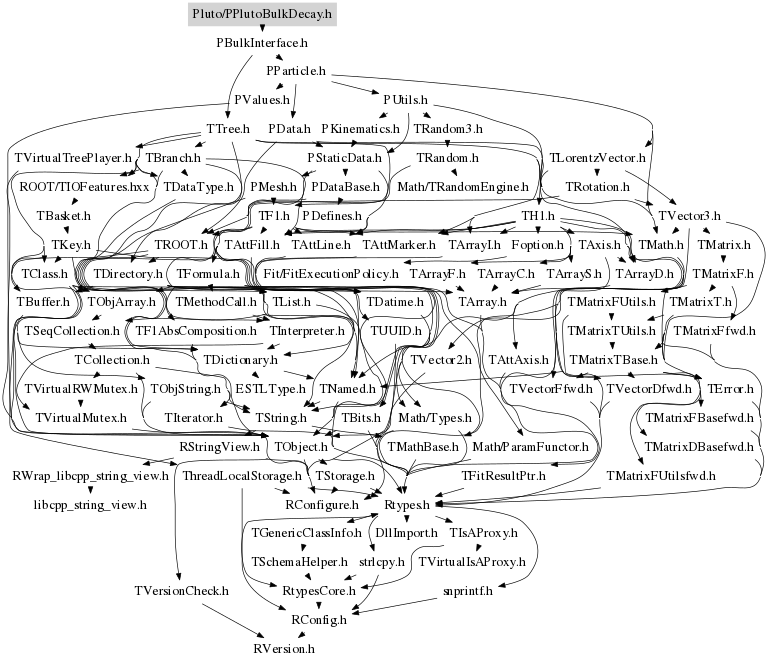 Pluto/PPlutoBulkDecay.h
PBulkInterface.h
PParticle.h
PValues.h PUtils.h
TTree.h PData.h PKinematics.h TRandom3.h
TVirtualTreePlayer.h TBranch.h PStaticData.h TRandom.h TLorentzVector.h
ROOT/TIOFeatures.hxx TDataType.h PMesh.h PDataBase.h Math/TRandomEngine.h TRotation.h
TBasket.h TF1.h PDefines.h TH1.h TVector3.h
TKey.h TROOT.h TAttFill.h TAttLine.h TAttMarker.h TArrayI.h Foption.h TAxis.h TMath.h TMatrix.h
TClass.h TDirectory.h TFormula.h Fit/FitExecutionPolicy.h TArrayF.h TArrayC.h TArrayS.h TArrayD.h TMatrixF.h
TBuffer.h TObjArray.h TMethodCall.h TList.h TDatime.h TArray.h TMatrixFUtils.h TMatrixT.h
TSeqCollection.h TF1AbsComposition.h TInterpreter.h TUUID.h TMatrixTUtils.h TMatrixFfwd.h
TCollection.h TDictionary.h TVector2.h TAttAxis.h TMatrixTBase.h
TVirtualRWMutex.h TObjString.h ESTLType.h TNamed.h TVectorFfwd.h TVectorDfwd.h TError.h
TVirtualMutex.h TIterator.h TString.h TBits.h Math/Types.h TMatrixFBasefwd.h
RStringView.h TObject.h TMathBase.h Math/ParamFunctor.h TMatrixDBasefwd.h
RWrap_libcpp_string_view.h ThreadLocalStorage.h TStorage.h TFitResultPtr.h TMatrixFUtilsfwd.h
libcpp_string_view.h RConfigure.h Rtypes.h
TGenericClassInfo.h DllImport.h TIsAProxy.h
TSchemaHelper.h strlcpy.h TVirtualIsAProxy.h
TVersionCheck.h RtypesCore.h snprintf.h
RConfig.h
RVersion.h